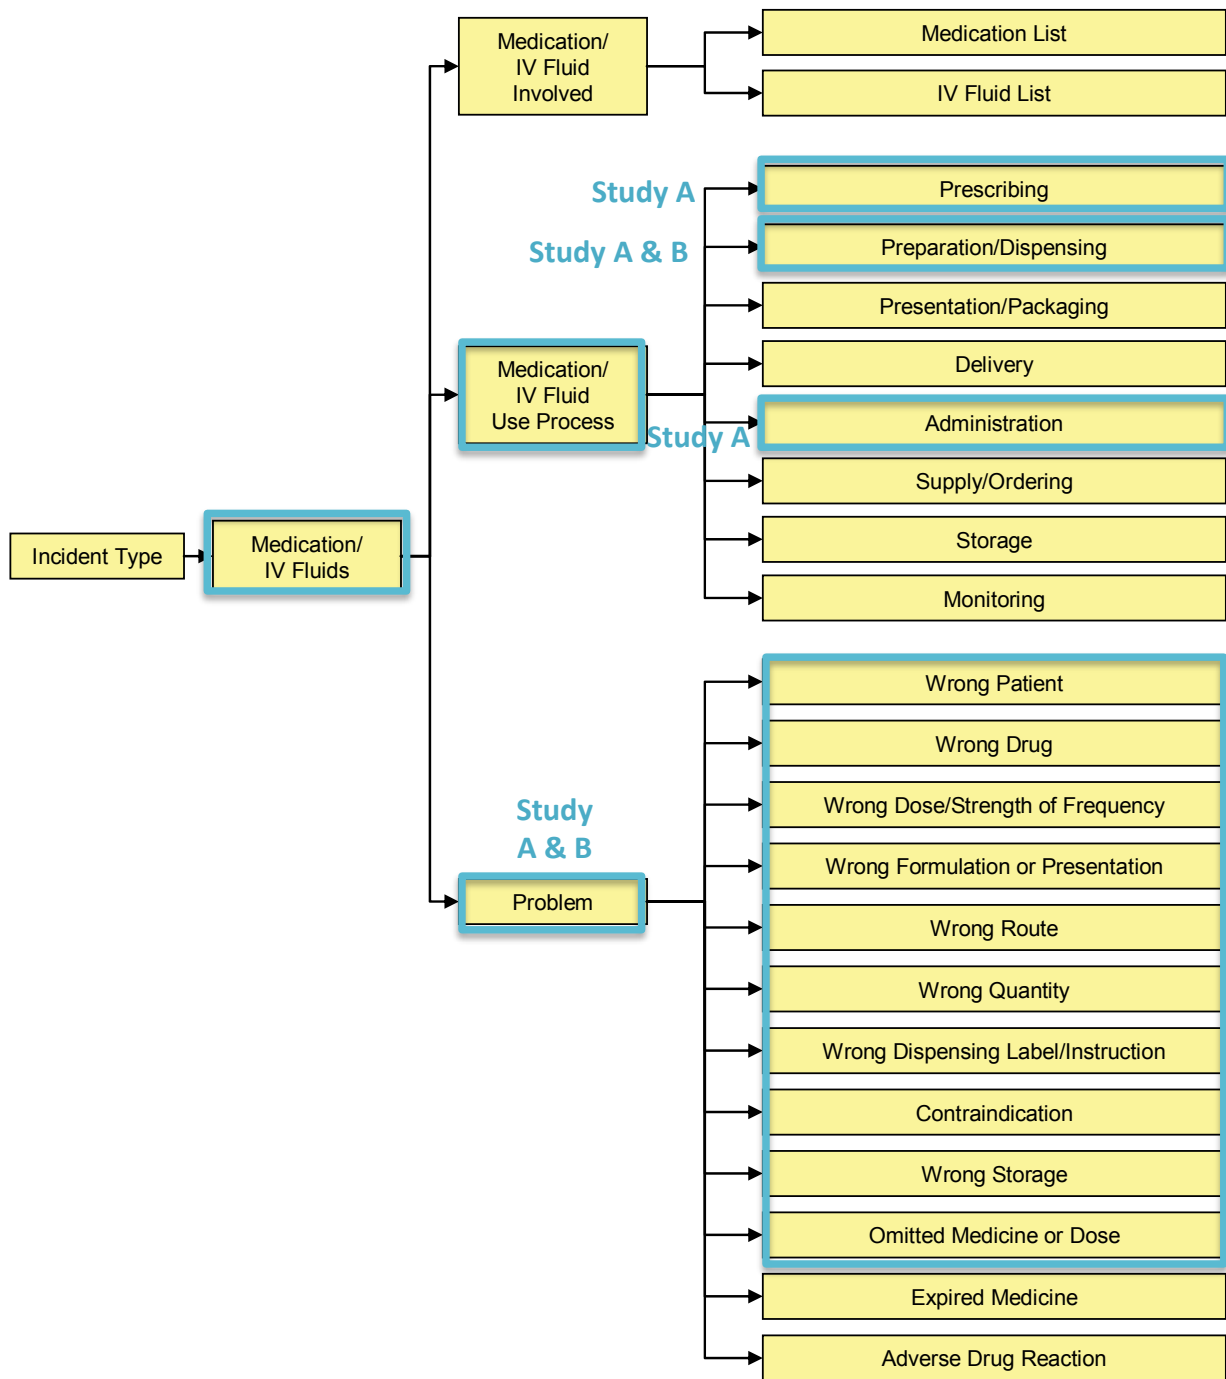 Medication/
IV Fluid
Involved
Medication List
IV Fluid List
Study A
Prescribing
Study A & B
Preparation/Dispensing
Presentation/Packaging
Medication/
IV Fluid
Use Process
Delivery
Study A
Administration
Supply/Ordering
Storage
Monitoring
Incident Type
Medication/
IV Fluids
Wrong Patient
Wrong Drug
Study
A & B
Wrong Dose/Strength of Frequency
Wrong Formulation or Presentation
Problem
Wrong Route
Wrong Quantity
Wrong Dispensing Label/Instruction
Contraindication
Wrong Storage
Omitted Medicine or Dose
Expired Medicine
Adverse Drug Reaction